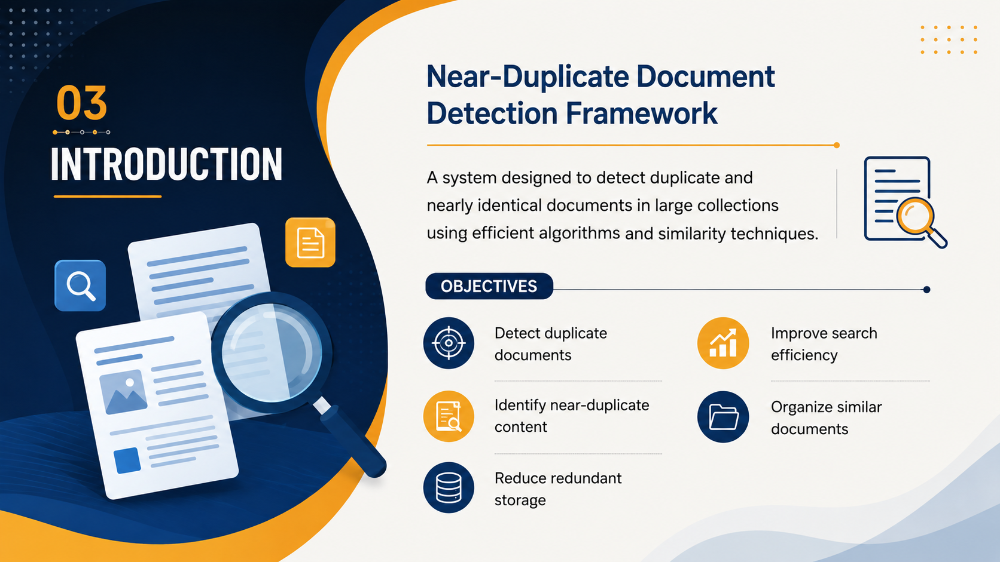 03
INTRODUCTION
Near-Duplicate Document
Detection Framework
A system designed to detect duplicate and
nearly identical documents in large collections
using efficient algorithms and similarity techniques.
OBJECTIVES
Detect duplicate
documents
Identify near-duplicate
content
Reduce redundant
storage
Improve search
efficiency
Organize similar
documents